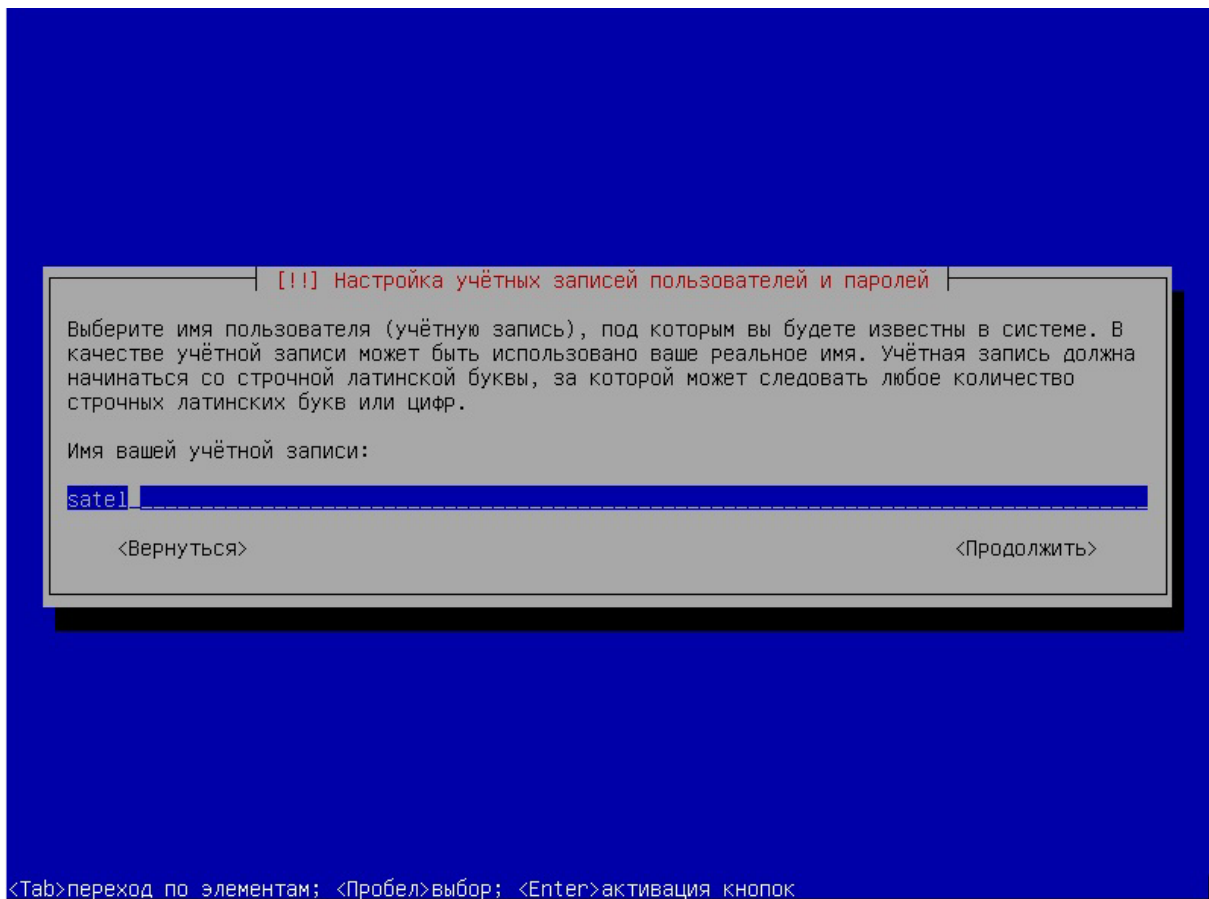 [!!] Настройка учётных записей пользователей и паролей
Выберите имя пользователя (учётную запись), под которым вы будете известны в системе. В
качестве учётной записи может быть использовано ваше реальное имя. Учётная запись должна
начинаться со строчной латинской буквы, за которой может следовать любое количество
строчных латинских букв или цифр.
Имя вашей учётной записи:
satel
<Вернуться> <Продолжить>
<Tab>переход по элементам; <Пробел>выбор; <Enter>активация кнопок